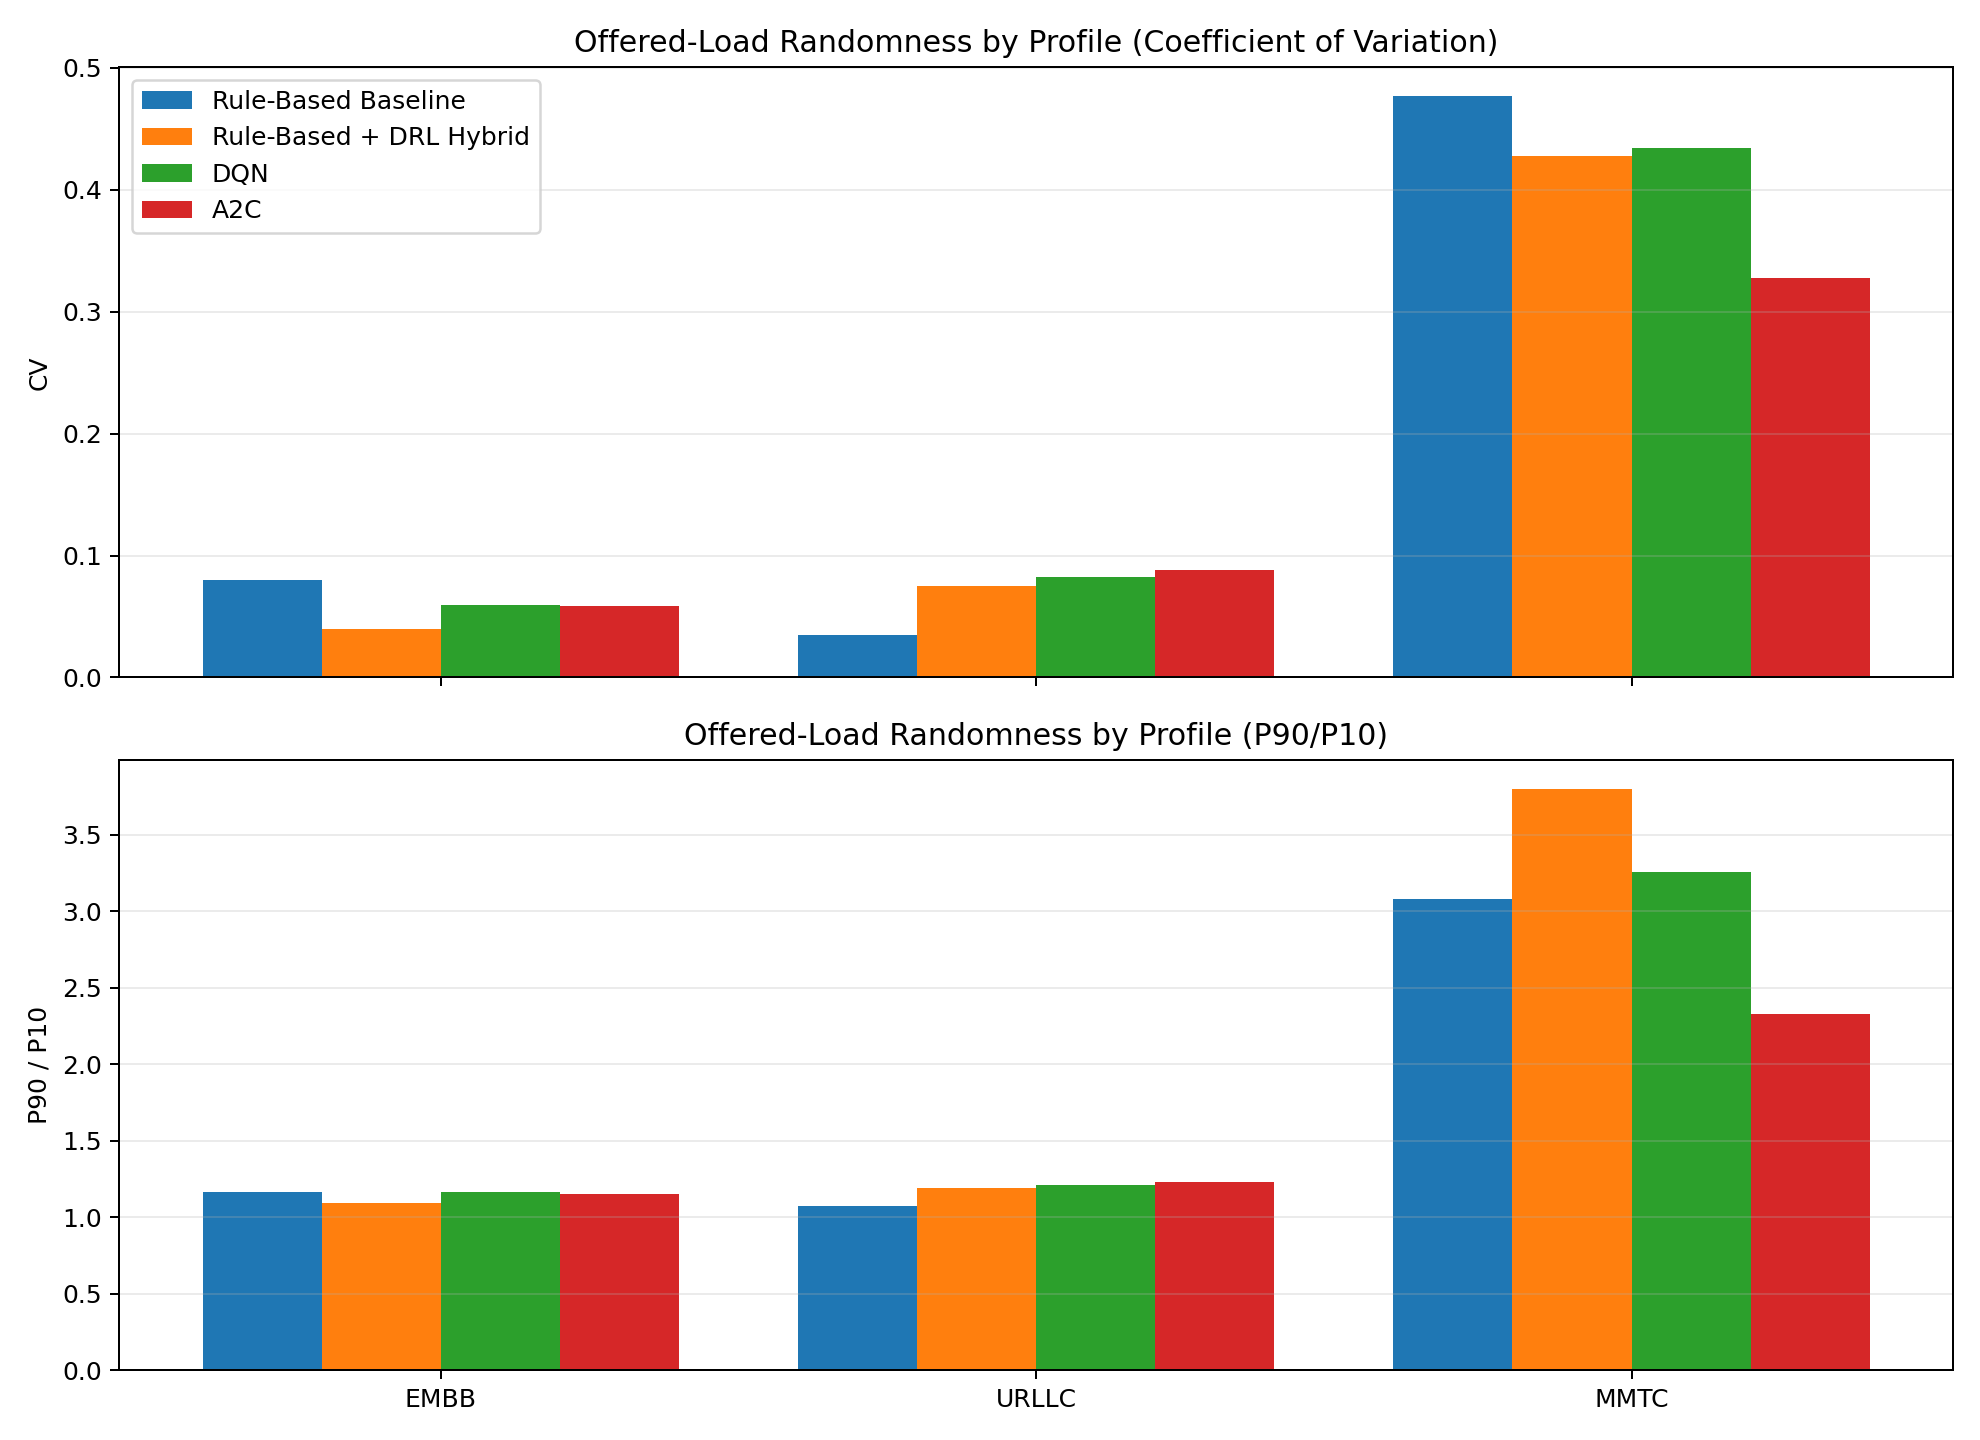 Offered-Load Randomness by Profile (Coefficient of Variation)
Rule-Based Baseline
Rule-Based + DRL Hybrid
DQN
A2C
CV
0.5
0.4
0.3
0.2
0.1
0.0
Offered-Load Randomness by Profile (P90/P10)
P90 / P10
3.5
3.0
2.5
2.0
1.5
1.0
0.5
0.0
EMBB
URLLC
MMTC